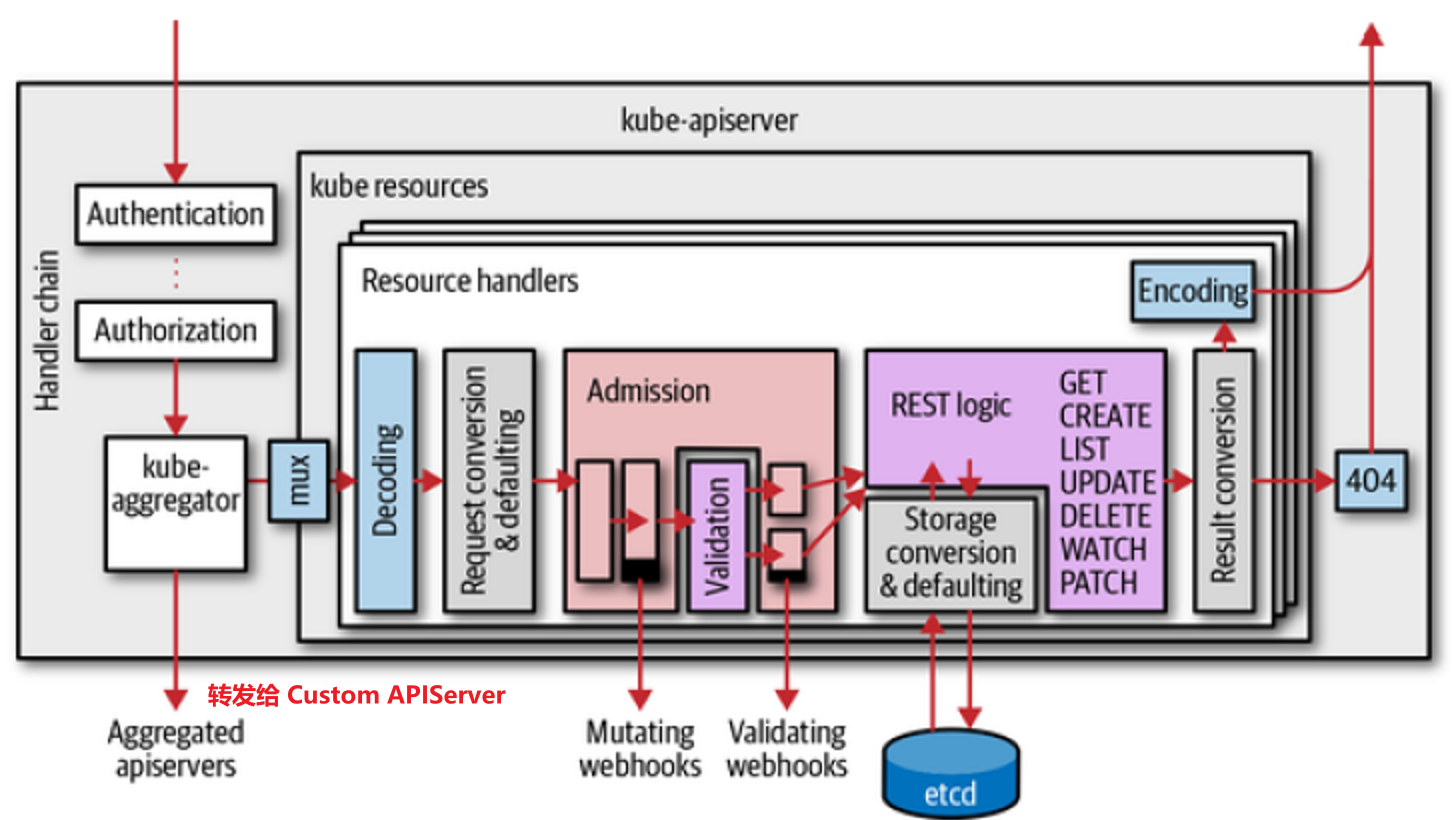 kube-apiserver
kube resources
Handler chain
Authentication
Authorization
kube-
aggregator
mux
Resource handlers
Decoding
Request conversion
& defaulting
Admission
Validation
REST logic
GET
CREATE
LIST
UPDATE
DELETE
WATCH
PATCH
Storage
conversion
& defaulting
Result conversion
Encoding
404
转发给 Custom APIServer
Aggregated
apiservers
Mutating
webhooks
Validating
webhooks
etcd